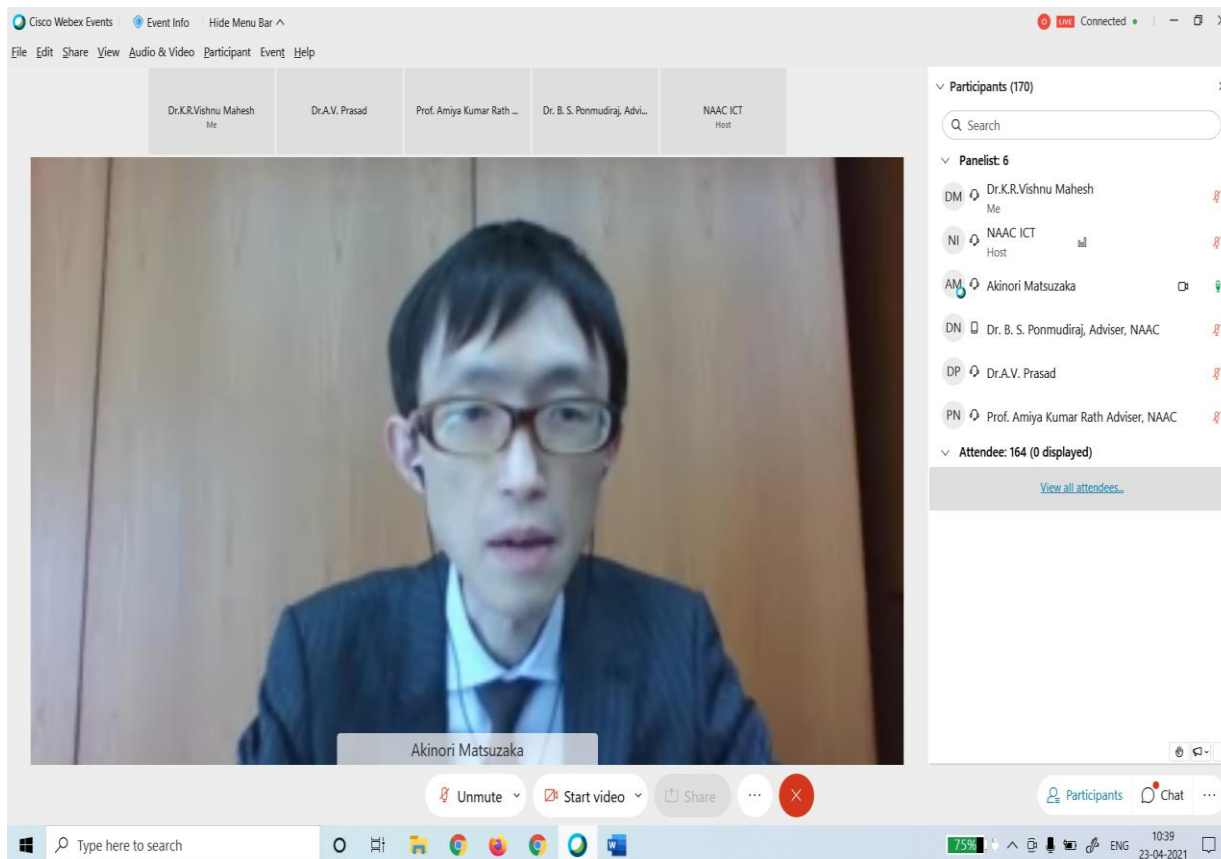 Cisco Webex Events Event Info Hide Menu Bar
LIVE Connected
File Edit Share View Audio & Video Participant Event Help
Dr.K.R.Vishnu Mahesh
Me
Dr.A.V. Prasad
Prof. Amiya Kumar Rath ...
Dr. B. S. Ponmudiraj, Advi...
NAAC ICT
Host
Akinori Matsuzaka
Participants (170)
Search
Panelist: 6
DM Dr.K.R.Vishnu Mahesh
Me
NI NAAC ICT
Host
AM Akinori Matsuzaka
DN Dr. B. S. Ponmudiraj, Adviser, NAAC
DP Dr.A.V. Prasad
PN Prof. Amiya Kumar Rath Adviser, NAAC
Attendee: 164 (0 displayed)
View all attendees...
Unmute Start video Share ...
Participants Chat ...
Type here to search
75% ENG
10:39
23-04-2021